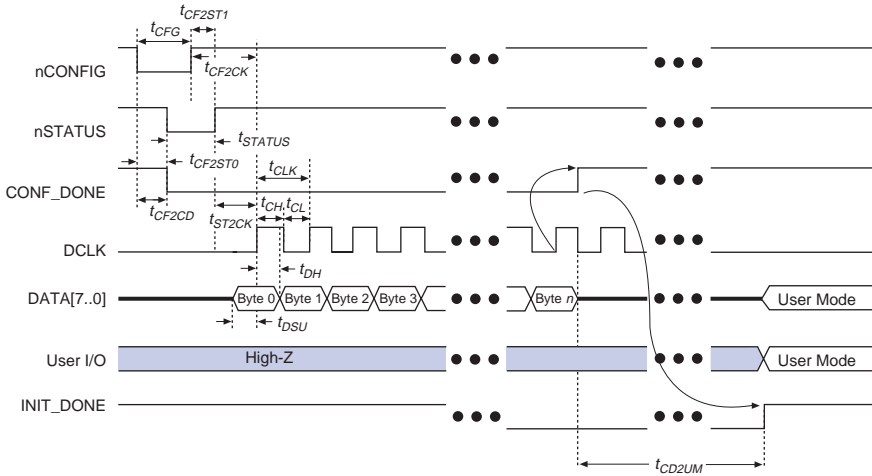 tCF2ST1
tCFG
nCONFIG
tCF2CK
nSTATUS
tSTATUS
tCF2ST0
tCLK
CONF_DONE
tCF2CD
tST2CK
tCH
tCL
DCLK
tDH
DATA[7..0]
Byte 0
Byte 1
Byte 2
Byte 3
Byte n
User Mode
tDSU
User I/O
High-Z
User Mode
INIT_DONE
tCD2UM